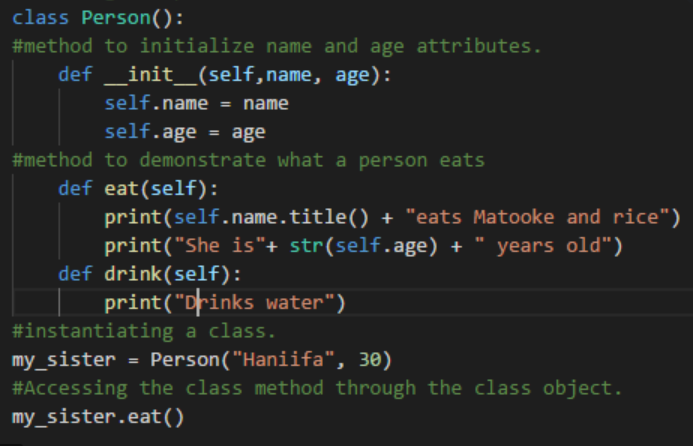 class Person():
#method to initialize name and age attributes.
    def __init__(self,name, age):
        self.name = name
        self.age = age
#method to demonstrate what a person eats
    def eat(self):
        print(self.name.title() + "eats Matooke and rice")
        print("She is"+ str(self.age) + " years old")
    def drink(self):
        print("Drinks water")
#instantiating a class.
my_sister = Person("Haniifa", 30)
#Accessing the class method through the class object.
my_sister.eat()